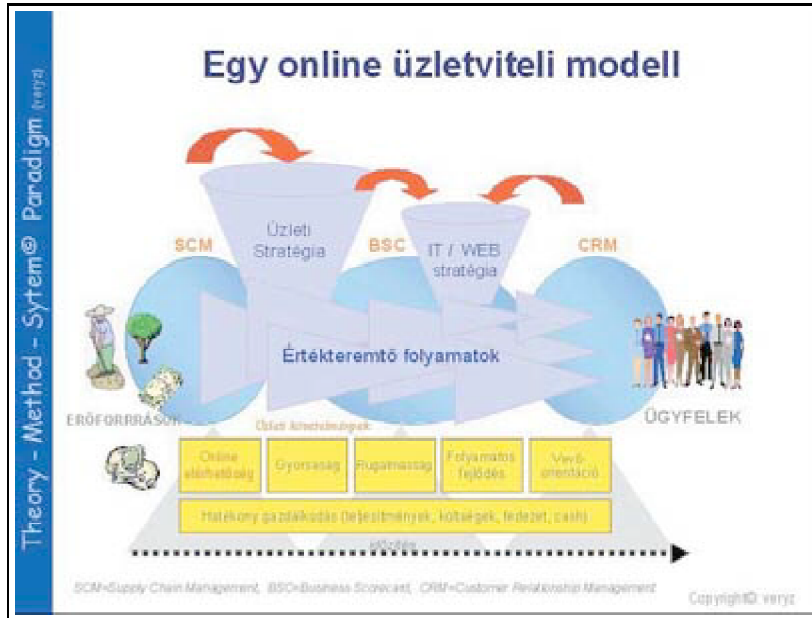 Egy online üzletviteli modell
Theory - Method - Sytem© Paradigm (veryz)
SCM
Üzleti
Stratégia
BSC
IT / WEB
stratégia
CRM
Értékteremtő folyamatok
ERŐFORRRÁSOK
ÜGYFELEK
Üzleti követelmények
Online
elérhetőség
Gyorsaság
Rugalmasság
Folyamatos
fejlődés
Vevő-
orientáció
Hatékony gazdálkodás (teljesítmények, költségek, fedezet, cash)
időzítés
SCM=Supply Chain Management, BSC=Business Scorecard, CRM=Customer Relationship Management
Copyright© veryz